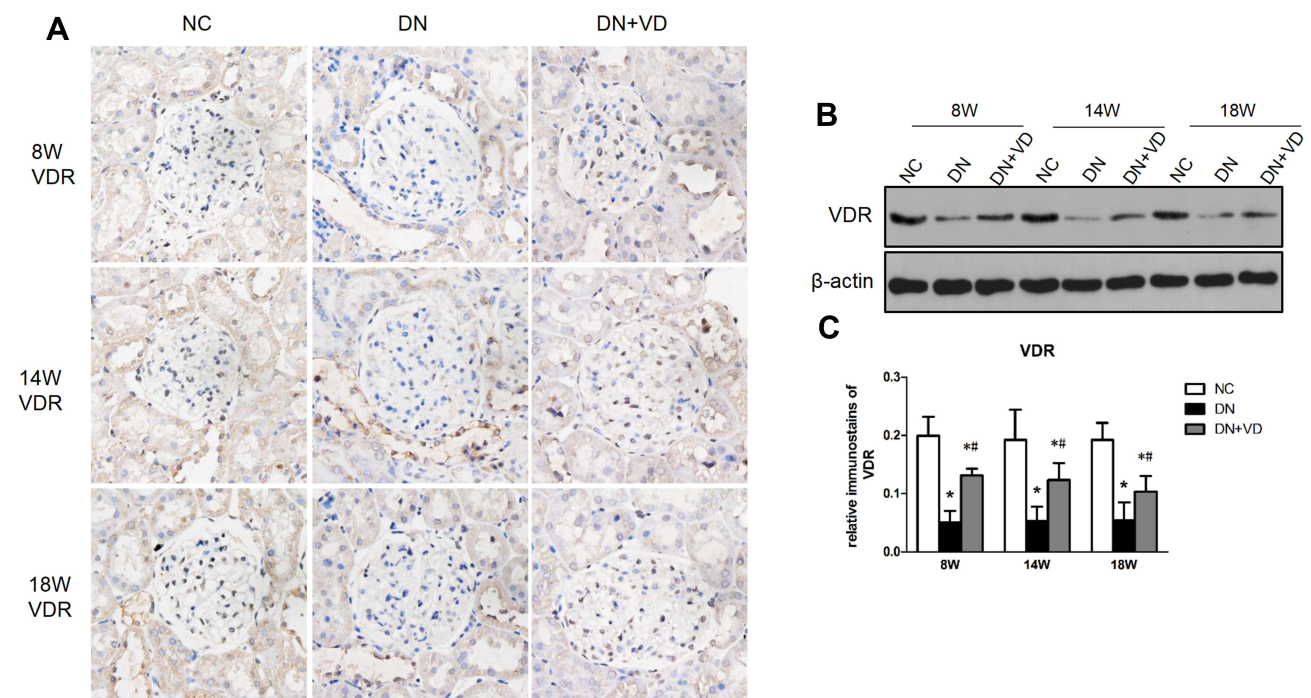 A
NC DN DN+VD
8W
VDR
14W
VDR
18W
VDR
B
8W 14W 18W
NC DN DN+VD NC DN DN+VD NC DN DN+VD
VDR
β-actin
C
VDR
relative immunostains of
VDR
0.3
0.2
0.1
0.0
*
*#
*
*#
*
*#
8W 14W 18W
NC
DN
DN+VD